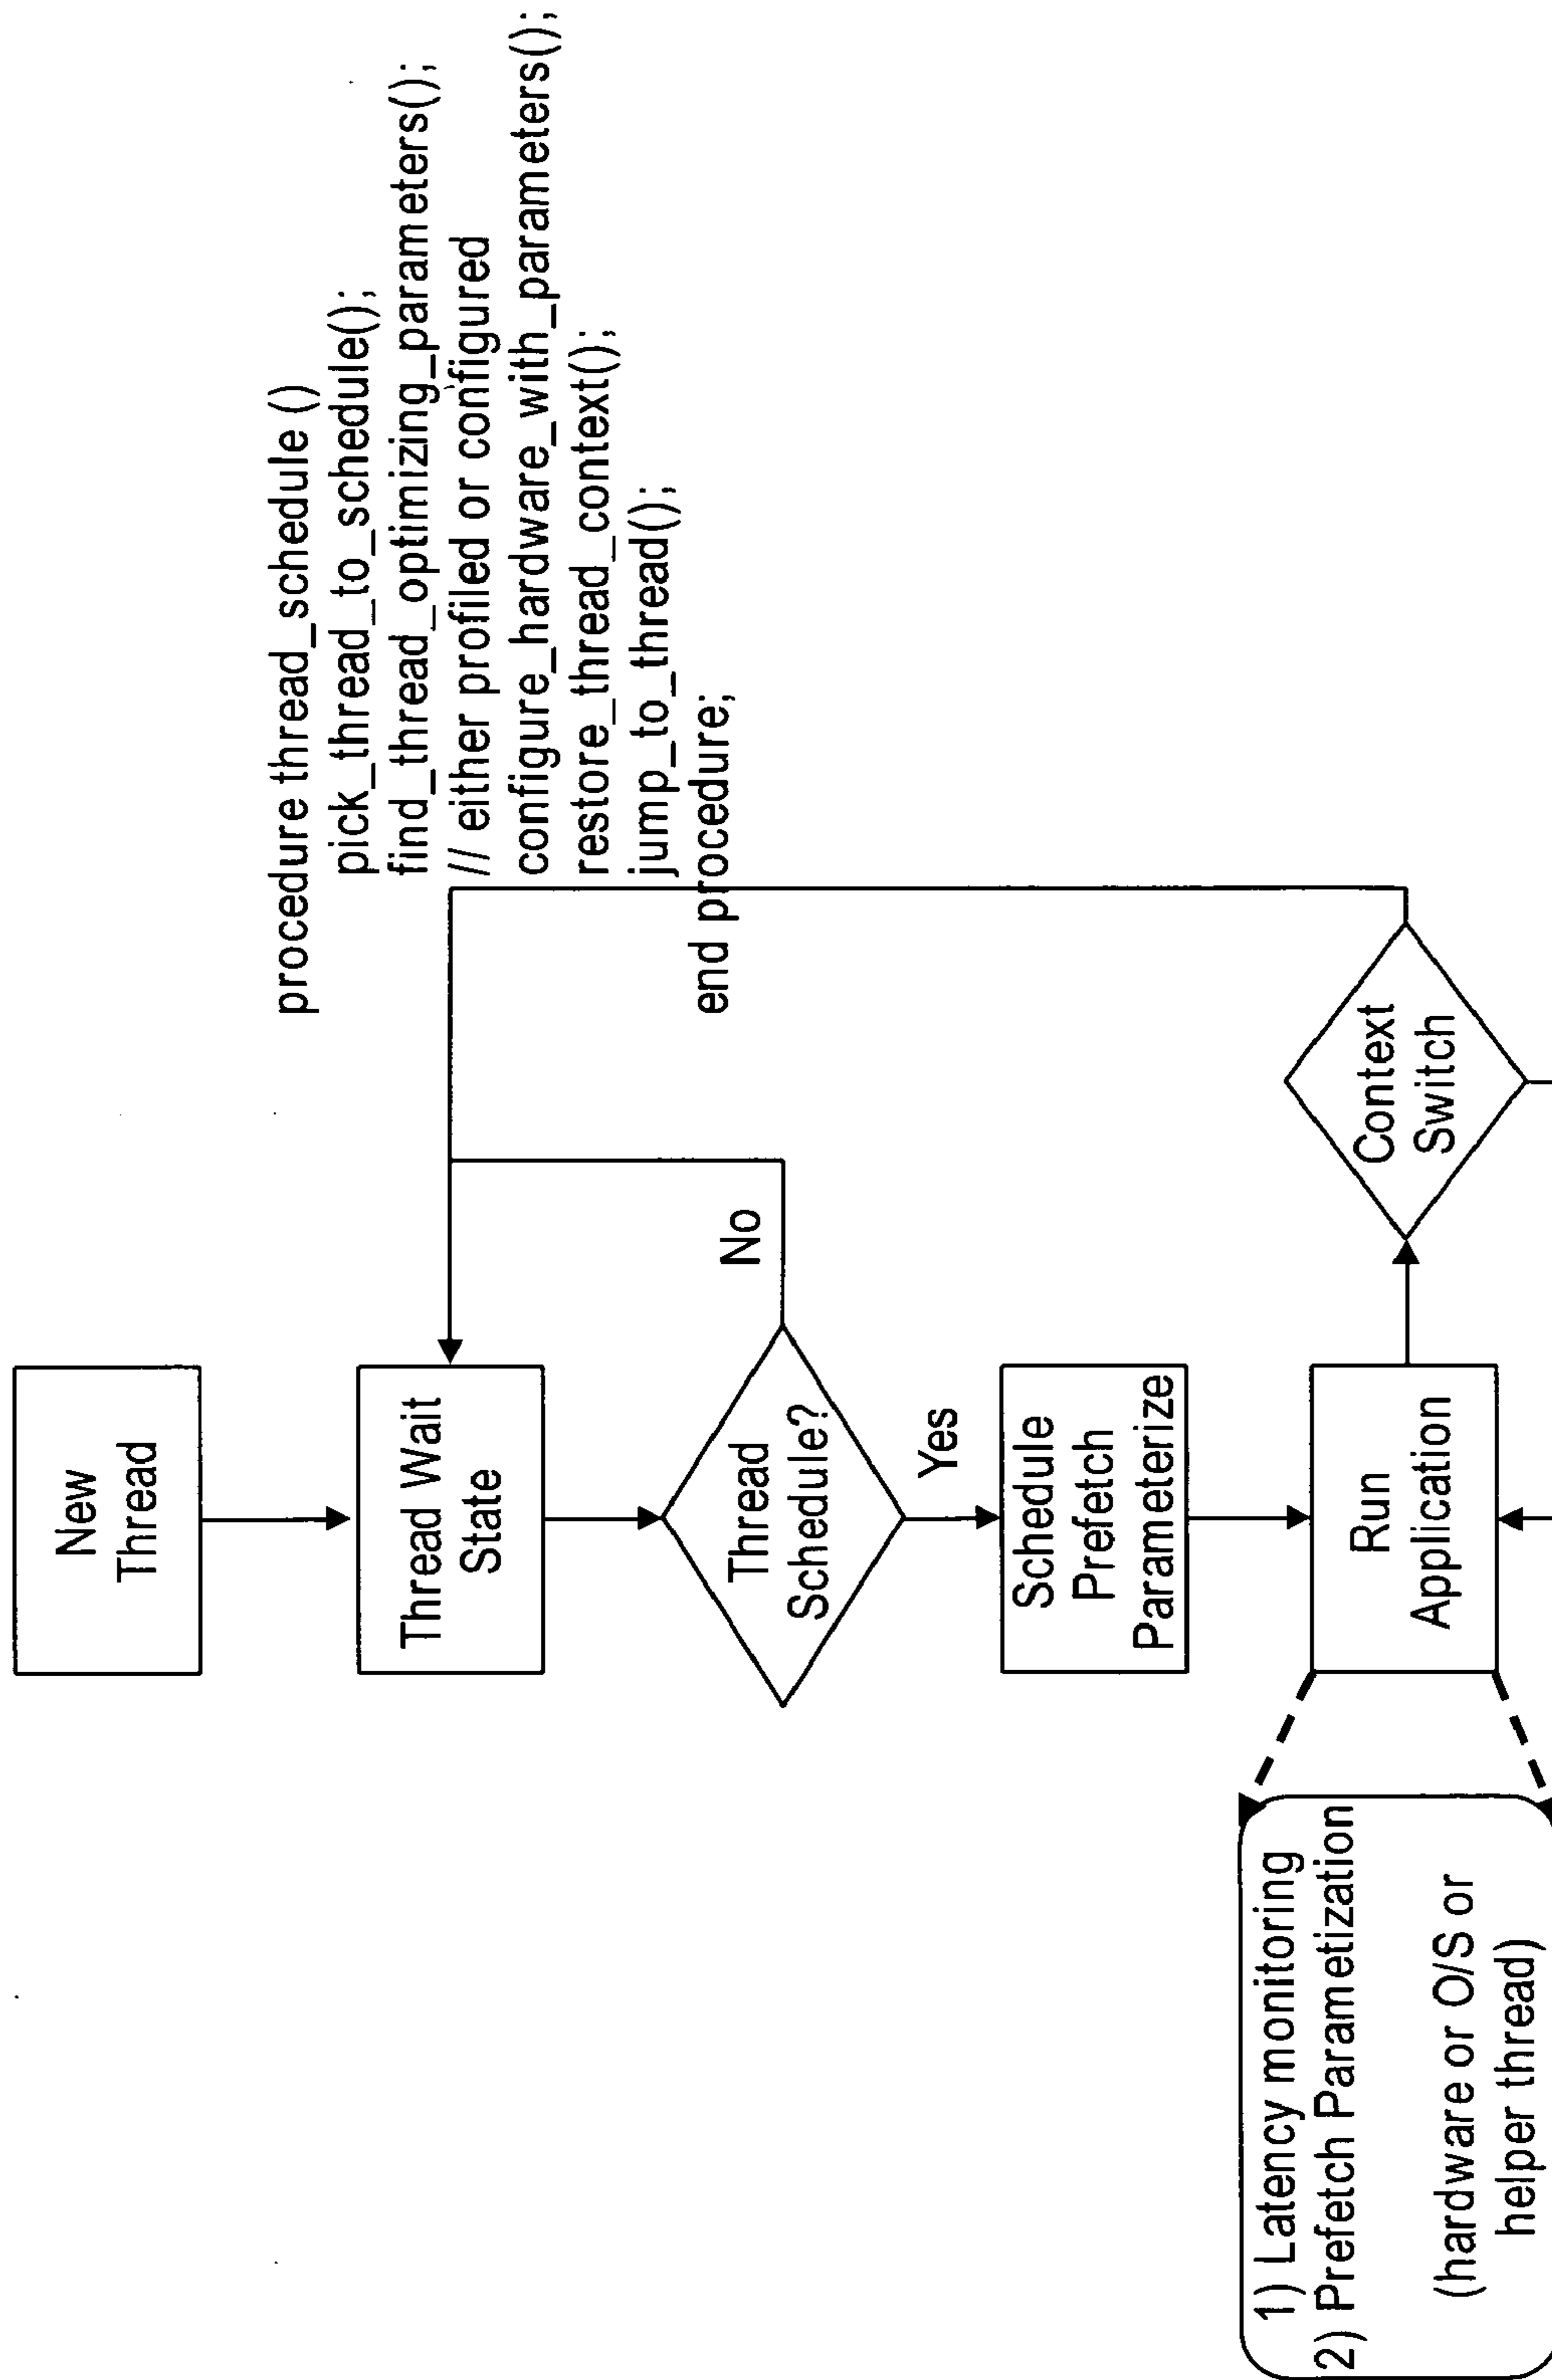 New
Thread
Thread Wait
State
Thread
Schedule?
No
Yes
Schedule
Prefetch
Parameterize
Run
Application
Context
Switch
1) Latency monitoring
2) Prefetch Parametization
(hardware or O/S or
helper thread)
procedure thread_schedule ()
pick_thread_to_schedule();
find_thread_optimizing_parameters();
// either profiled or configured
configure_hardware_with_parameters();
restore_thread_context();
jump_to_thread();
end procedure;